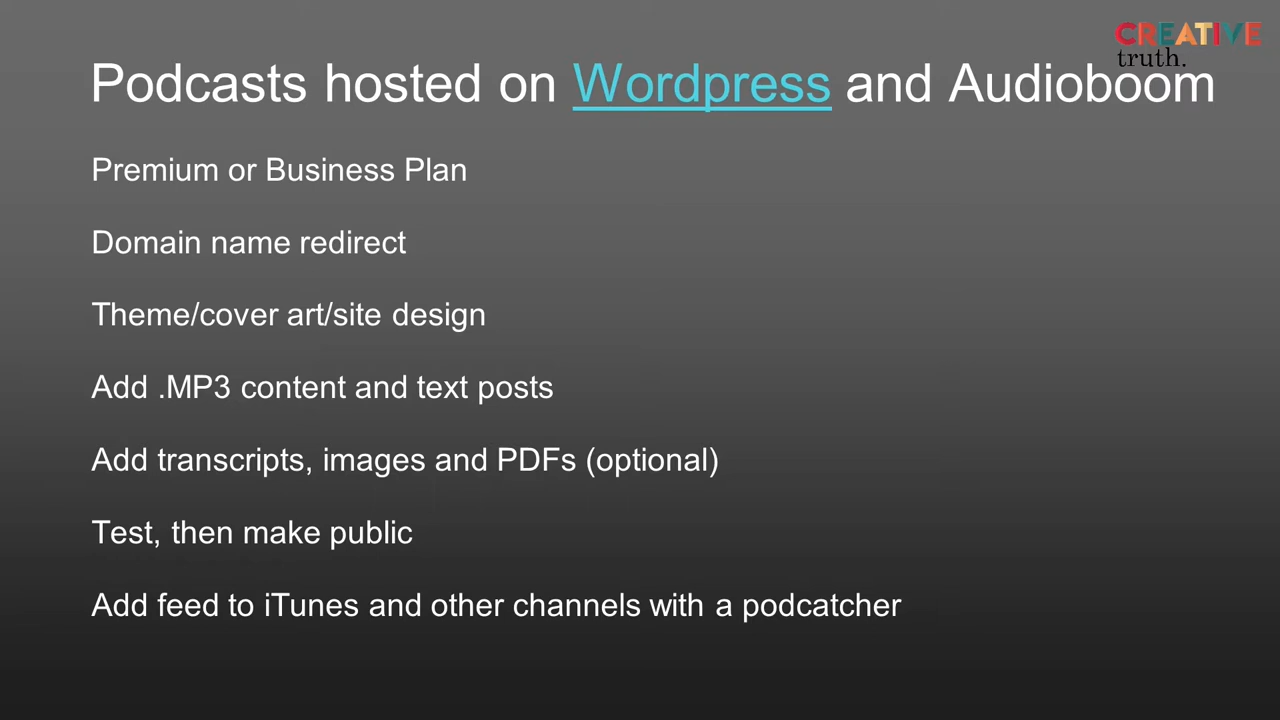 CREATIVE
truth.
Podcasts hosted on Wordpress and Audioboom
Premium or Business Plan
Domain name redirect
Theme/cover art/site design
Add .MP3 content and text posts
Add transcripts, images and PDFs (optional)
Test, then make public
Add feed to iTunes and other channels with a podcatcher